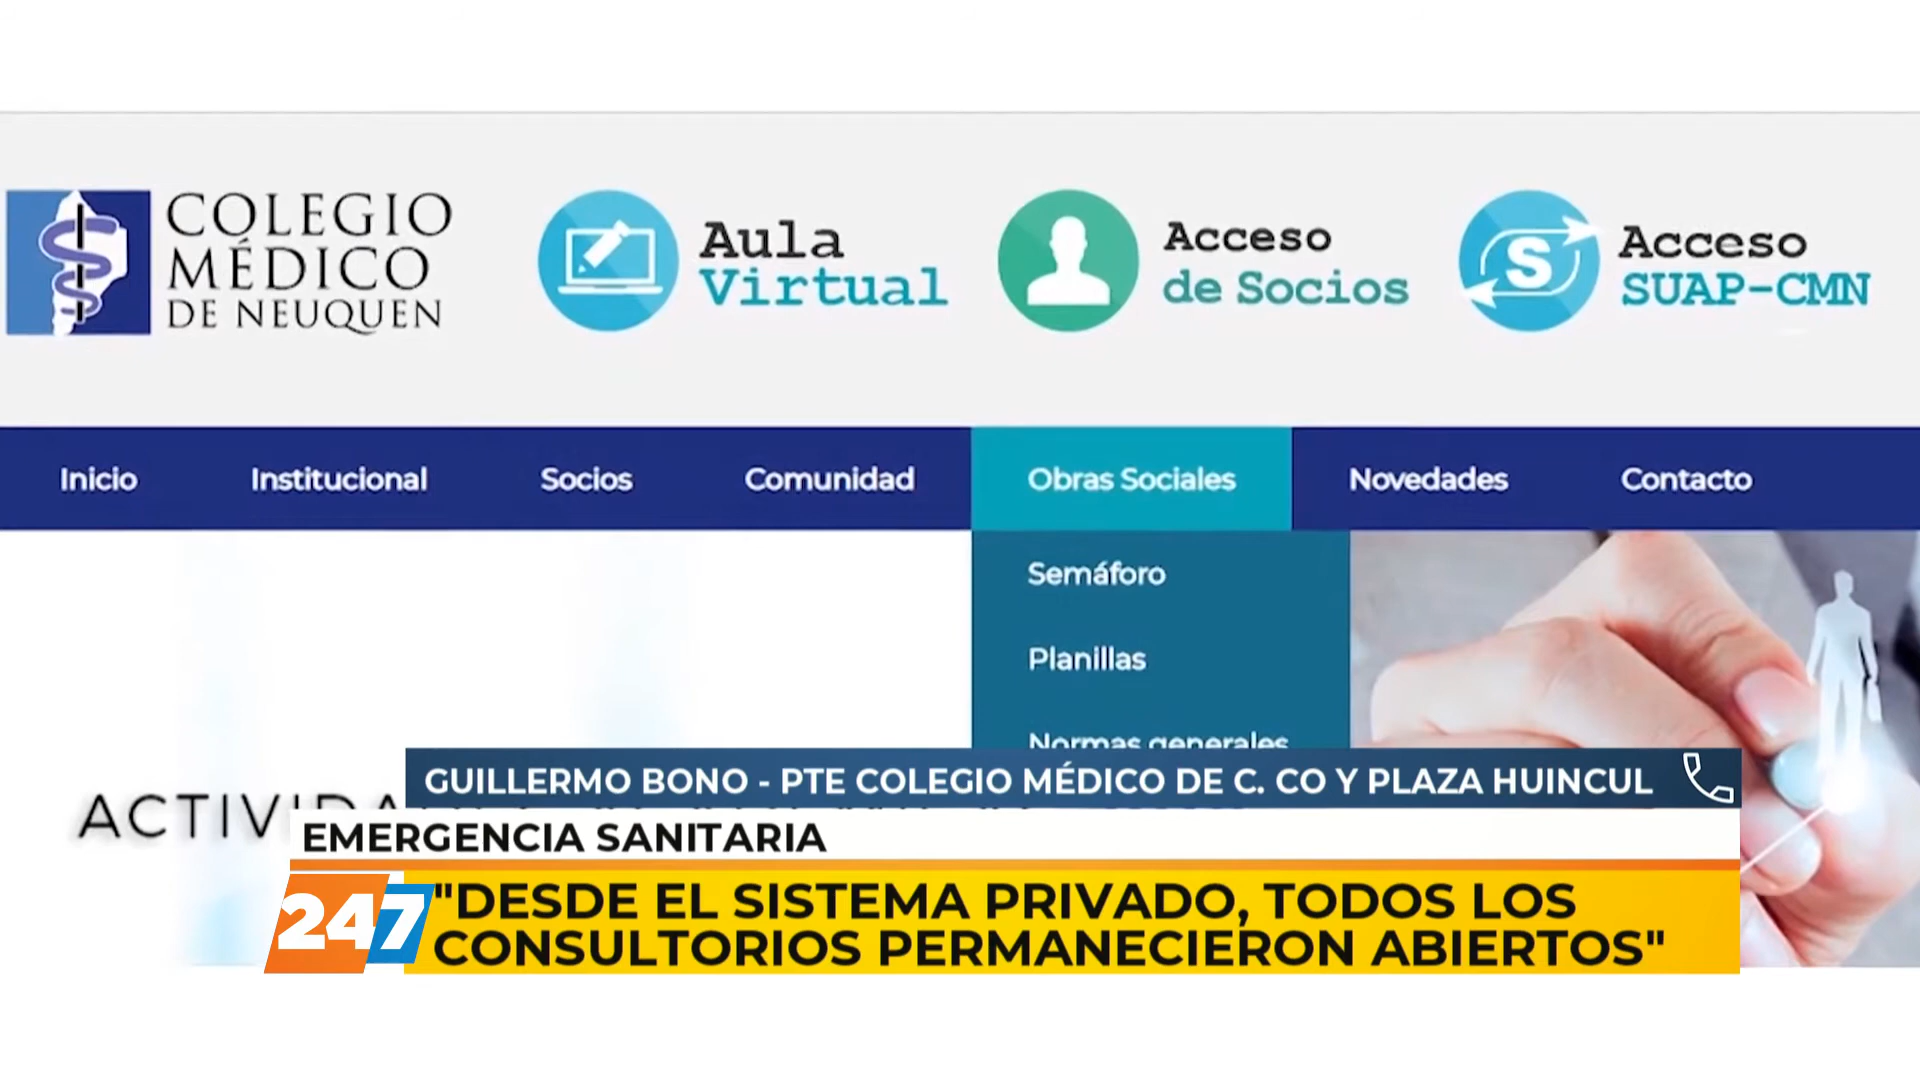 COLEGIO
MÉDICO
DE NEUQUEN
Aula
Virtual
Acceso
de Socios
S
Acceso
SUAP-CMN
Inicio
Institucional
Socios
Comunidad
Obras Sociales
Novedades
Contacto
Semáforo
Planillas
Normas generales
GUILLERMO BONO - PTE COLEGIO MÉDICO DE C. CO Y PLAZA HUINCUL
EMERGENCIA SANITARIA
247
"DESDE EL SISTEMA PRIVADO, TODOS LOS
CONSULTORIOS PERMANECIERON ABIERTOS"